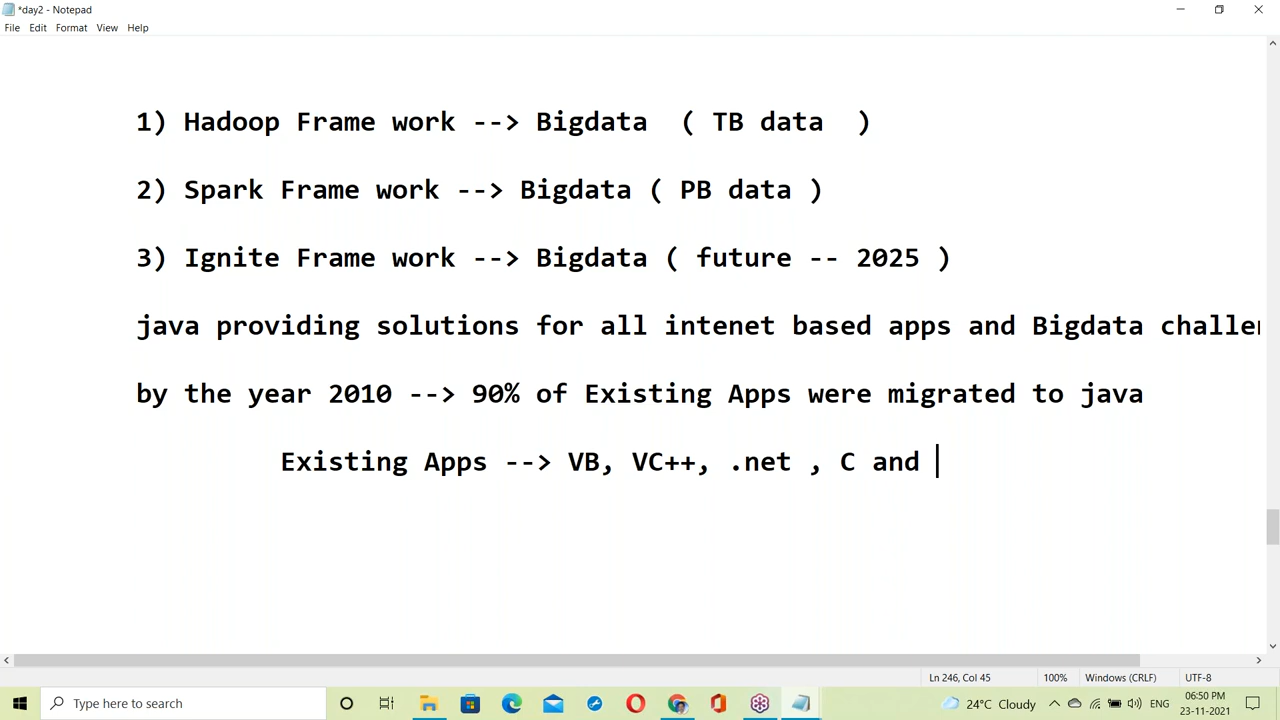 *day2 - Notepad
File Edit Format View Help
1) Hadoop Frame work --> Bigdata ( TB data )
2) Spark Frame work --> Bigdata ( PB data )
3) Ignite Frame work --> Bigdata ( future -- 2025 )
java providing solutions for all intenet based apps and Bigdata challen
by the year 2010 --> 90% of Existing Apps were migrated to java
Existing Apps --> VB, VC++, .net , C and
Ln 246, Col 45 100% Windows (CRLF) UTF-8
Type here to search 24°C Cloudy ENG 06:50 PM
23-11-2021